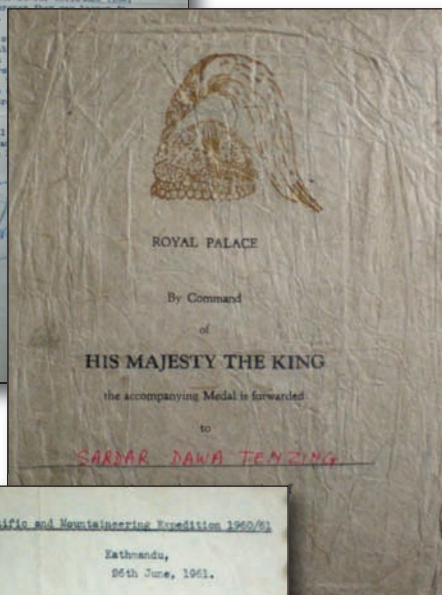 ROYAL PALACE
By Command
of
HIS MAJESTY THE KING
the accompanying Medal is forwarded
to
SARDAR DAWA TENZING
and Mountaineering Expedition 1960/61
Kathmandu,
26th June, 1961.